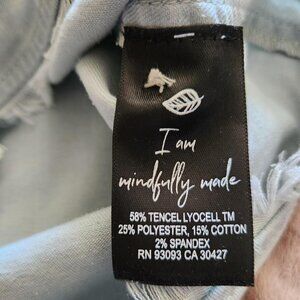 I am
mindfully made
58% TENCEL LYOCELL TM
25% POLYESTER, 15% COTTON
2% SPANDEX
RN 93093 CA 30427